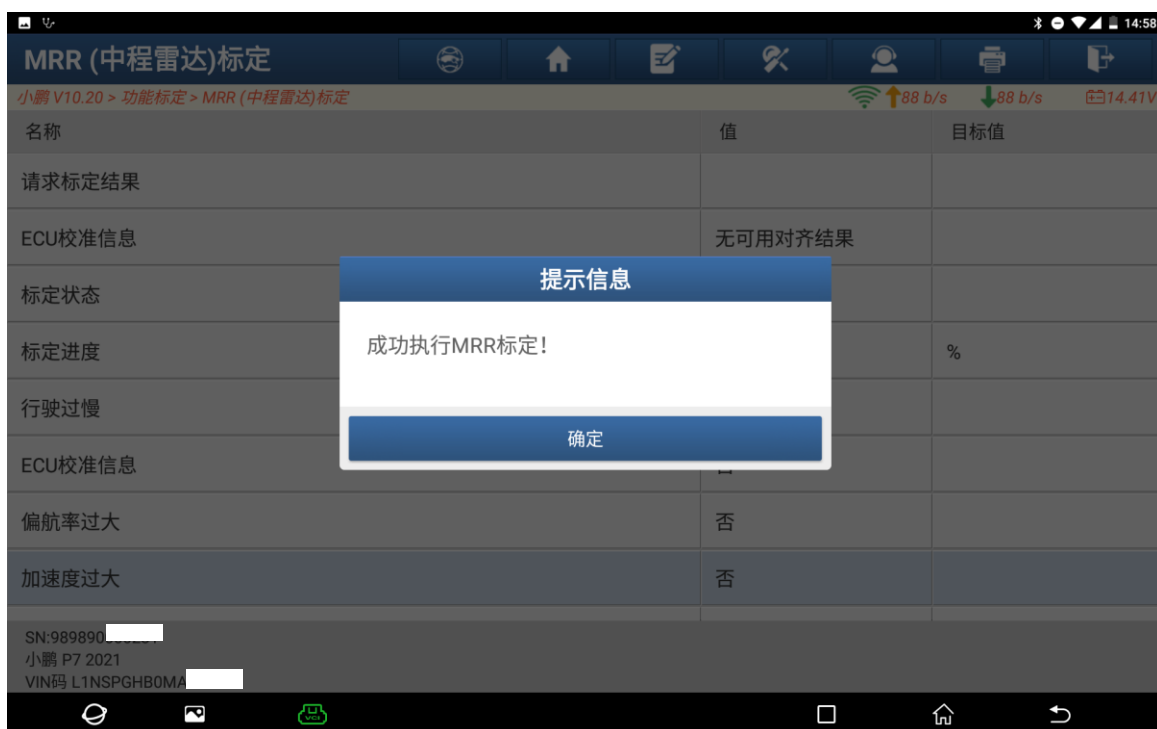 14:58
MRR (中程雷达)标定
小鹏 V10.20 > 功能标定 > MRR (中程雷达)标定
88 b/s
88 b/s
14.41V
名称 值 目标值
请求标定结果
ECU校准信息 无可用对齐结果
标定状态
标定进度 %
行驶过慢
ECU校准信息
偏航率过大 否
加速度过大 否
提示信息
成功执行MRR标定!
确定
SN:989890
小鹏 P7 2021
VIN码 L1NSPGHB0MA
VCI